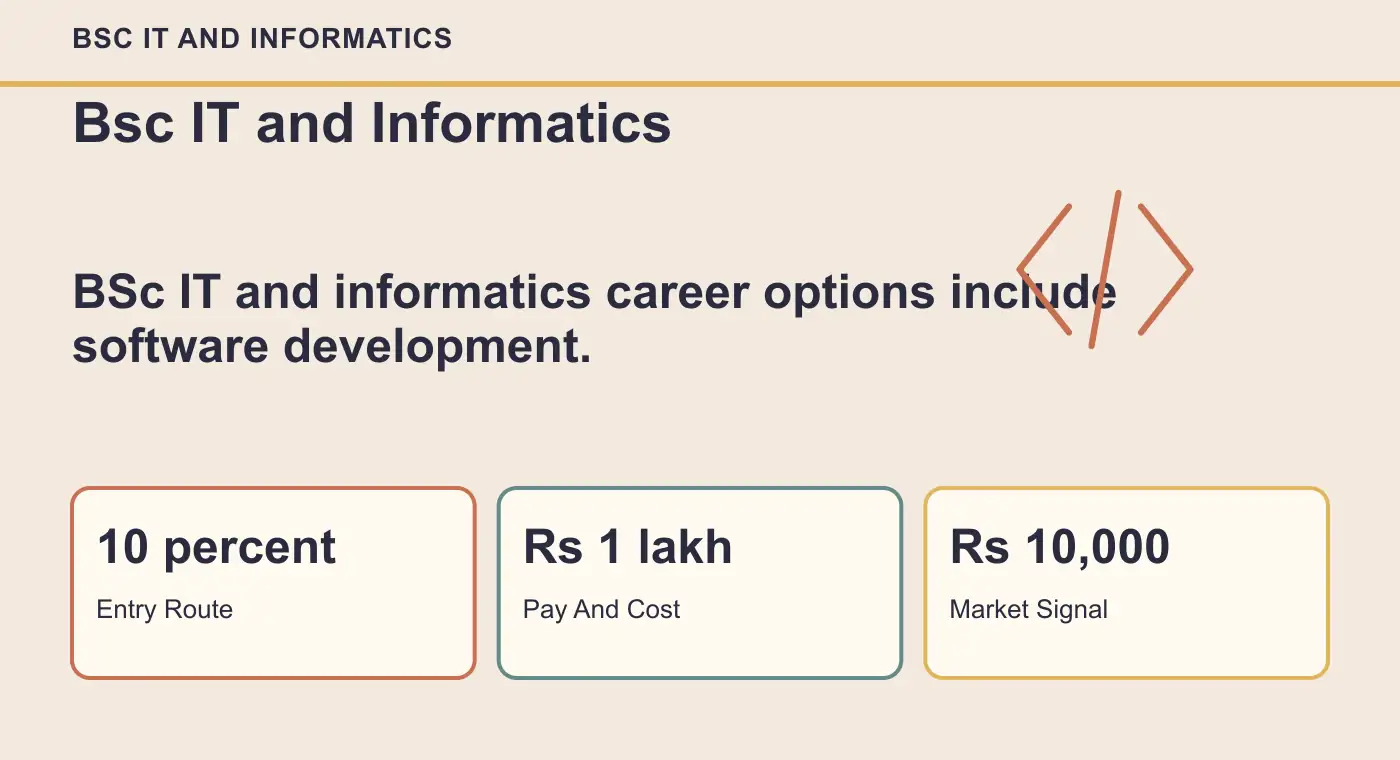 BSC IT AND INFORMATICS
Bsc IT and Informatics
BSc IT and informatics career options include
software development.
10 percent
Entry Route
Rs 1 lakh
Pay And Cost
Rs 10,000
Market Signal